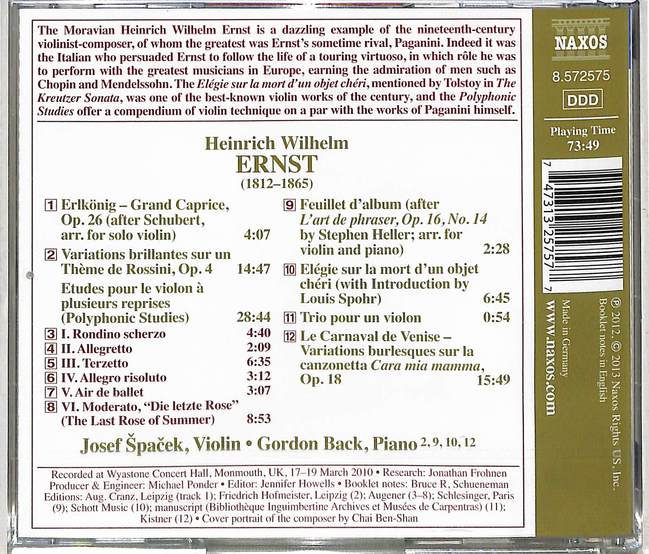 The Moravian Heinrich Wilhelm Ernst is a dazzling example of the nineteenth-century
violinist-composer, of whom the greatest was Ernst's sometime rival, Paganini. Indeed it was
the Italian who persuaded Ernst to follow the life of a touring virtuoso, in which rôle he was
to perform with the greatest musicians in Europe, earning the admiration of men such as
Chopin and Mendelssohn. The Elégie sur la mort d'un objet chéri, mentioned by Tolstoy in The
Kreutzer Sonata, was one of the best-known violin works of the century, and the Polyphonic
Studies offer a compendium of violin technique on a par with the works of Paganini himself.
Heinrich Wilhelm
ERNST
(1812–1865)
1 Erlkönig – Grand Caprice,
Op. 26 (after Schubert,
arr. for solo violin) 4:07
2 Variations brillantes sur un
Thème de Rossini, Op. 4 14:47
Etudes pour le violon à
plusieurs reprises
(Polyphonic Studies) 28:44
3 I. Rondino scherzo 4:40
4 II. Allegretto 2:09
5 III. Terzetto 6:35
6 IV. Allegro risoluto 3:12
7 V. Air de ballet 3:07
8 VI. Moderato, "Die letzte Rose"
(The Last Rose of Summer) 8:53
9 Feuillet d'album (after
L'art de phraser, Op. 16, No. 14
by Stephen Heller; arr. for
violin and piano) 2:28
10 Elégie sur la mort d'un objet
chéri (with Introduction by
Louis Spohr) 6:45
11 Trio pour un violon 0:54
12 Le Carnaval de Venise –
Variations burlesques sur la
canzonetta Cara mia mamma,
Op. 18 15:49
Josef Špaček, Violin • Gordon Back, Piano 2, 9, 10, 12
Recorded at Wyastone Concert Hall, Monmouth, UK, 17–19 March 2010 • Research: Jonathan Frohnen
Producer & Engineer: Michael Ponder • Editor: Jennifer Howells • Booklet notes: Bruce R, Schueneman
Editions: Aug. Cranz, Leipzig (track 1); Friedrich Hofmeister, Leipzig (2); Augener (3–8); Schlesinger, Paris
(9); Schott Music (10); manuscript (Bibliothèque Inguimbertine Archives et Musées de Carpentras) (11);
Kistner (12) • Cover portrait of the composer by Chai Ben-Shan
NAXOS
8.572575
DDD
Playing Time
73:49
7 47313 25757 7
℗ 2012, © 2013 Naxos Rights US, Inc.
Booklet notes in English
Made in Germany
www.naxos.com